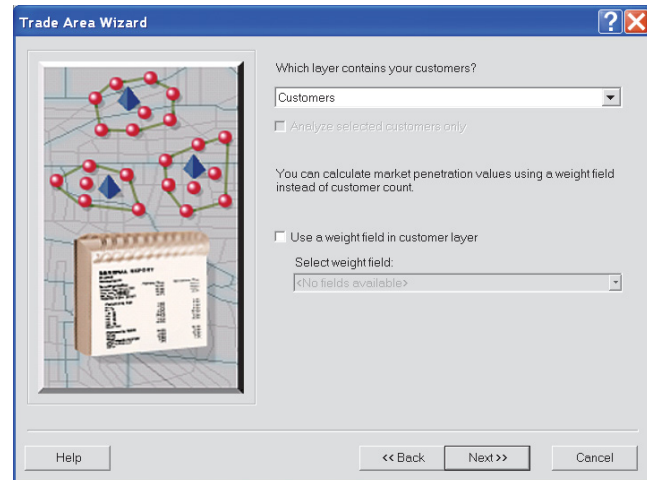 Trade Area Wizard
Which layer contains your customers?
Customers
Analyze selected customers only
You can calculate market penetration values using a weight field
instead of customer count.
Use a weight field in customer layer
Select weight field:
<No fields available>
Help
<< Back
Next >>
Cancel